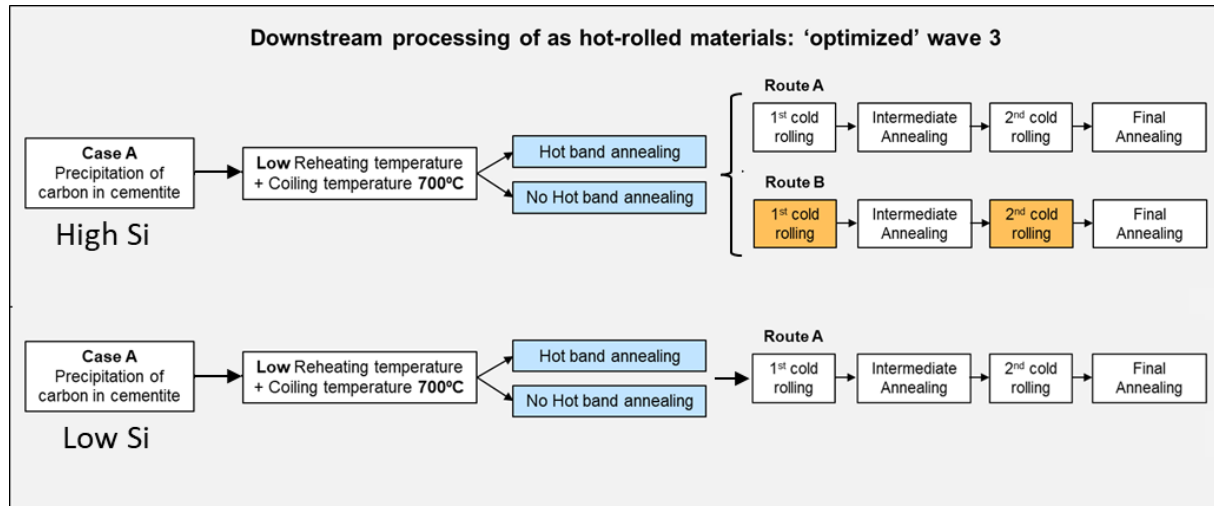 Downstream processing of as hot-rolled materials: ‘optimized’ wave 3
Case A
Precipitation of
carbon in cementite
High Si
Low Reheating temperature
+ Coiling temperature 700ºC
Hot band annealing
No Hot band annealing
Route A
1st cold
rolling
Intermediate
Annealing
2nd cold
rolling
Final
Annealing
Route B
1st cold
rolling
Intermediate
Annealing
2nd cold
rolling
Final
Annealing
Case A
Precipitation of
carbon in cementite
Low Si
Low Reheating temperature
+ Coiling temperature 700ºC
Hot band annealing
No Hot band annealing
Route A
1st cold
rolling
Intermediate
Annealing
2nd cold
rolling
Final
Annealing